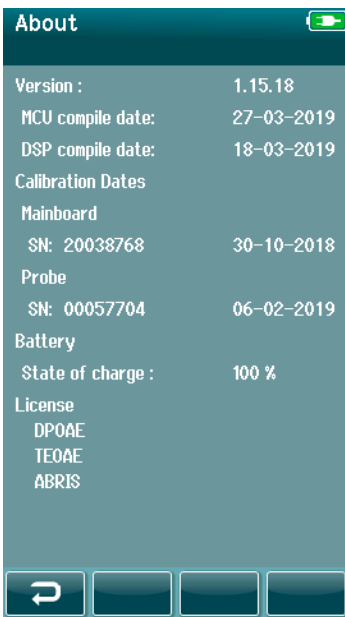 About
Version : 1.15.18
MCU compile date: 27-03-2019
DSP compile date: 18-03-2019
Calibration Dates
Mainboard
SN: 20038768 30-10-2018
Probe
SN: 00057704 06-02-2019
Battery
State of charge : 100 %
License
DPOAE
TEOAE
ABRIS